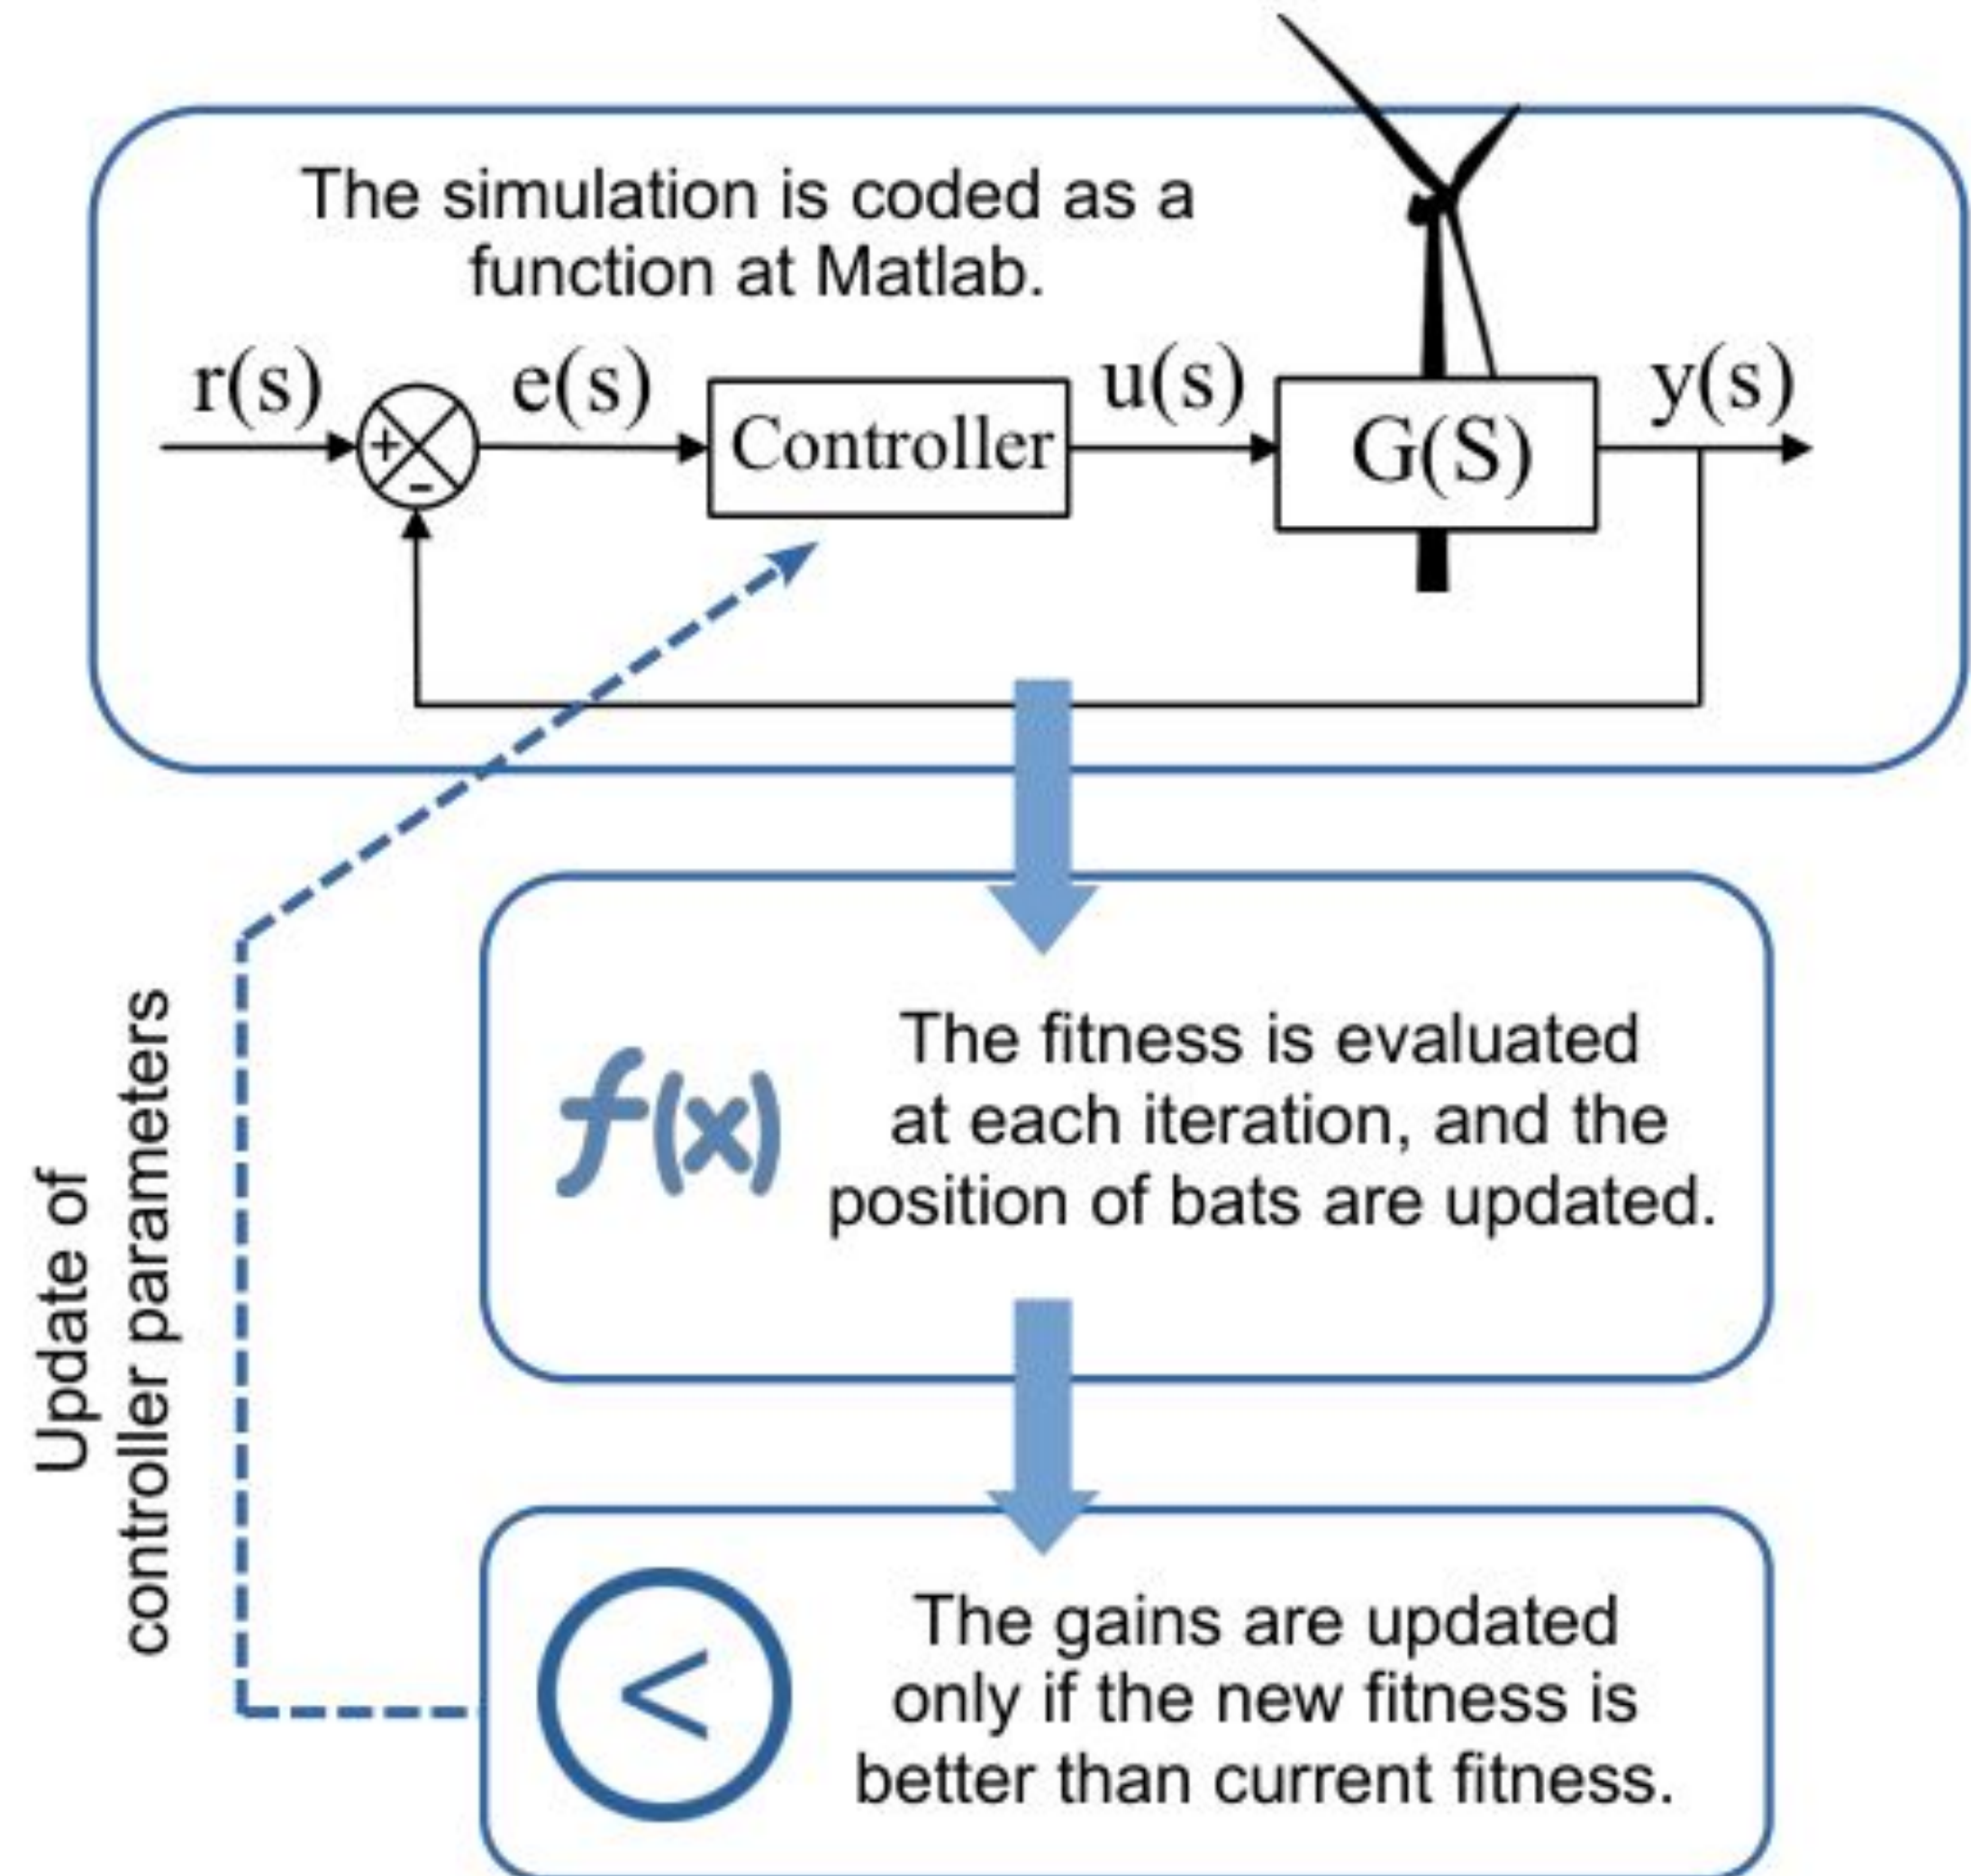 The simulation is coded as a
function at Matlab.
r(s)
e(s)
u(s)
y(s)
+
-
Controller
G(S)
Update of
controller parameters
f(x)
The fitness is evaluated
at each iteration, and the
position of bats are updated.
<
The gains are updated
only if the new fitness is
better than current fitness.